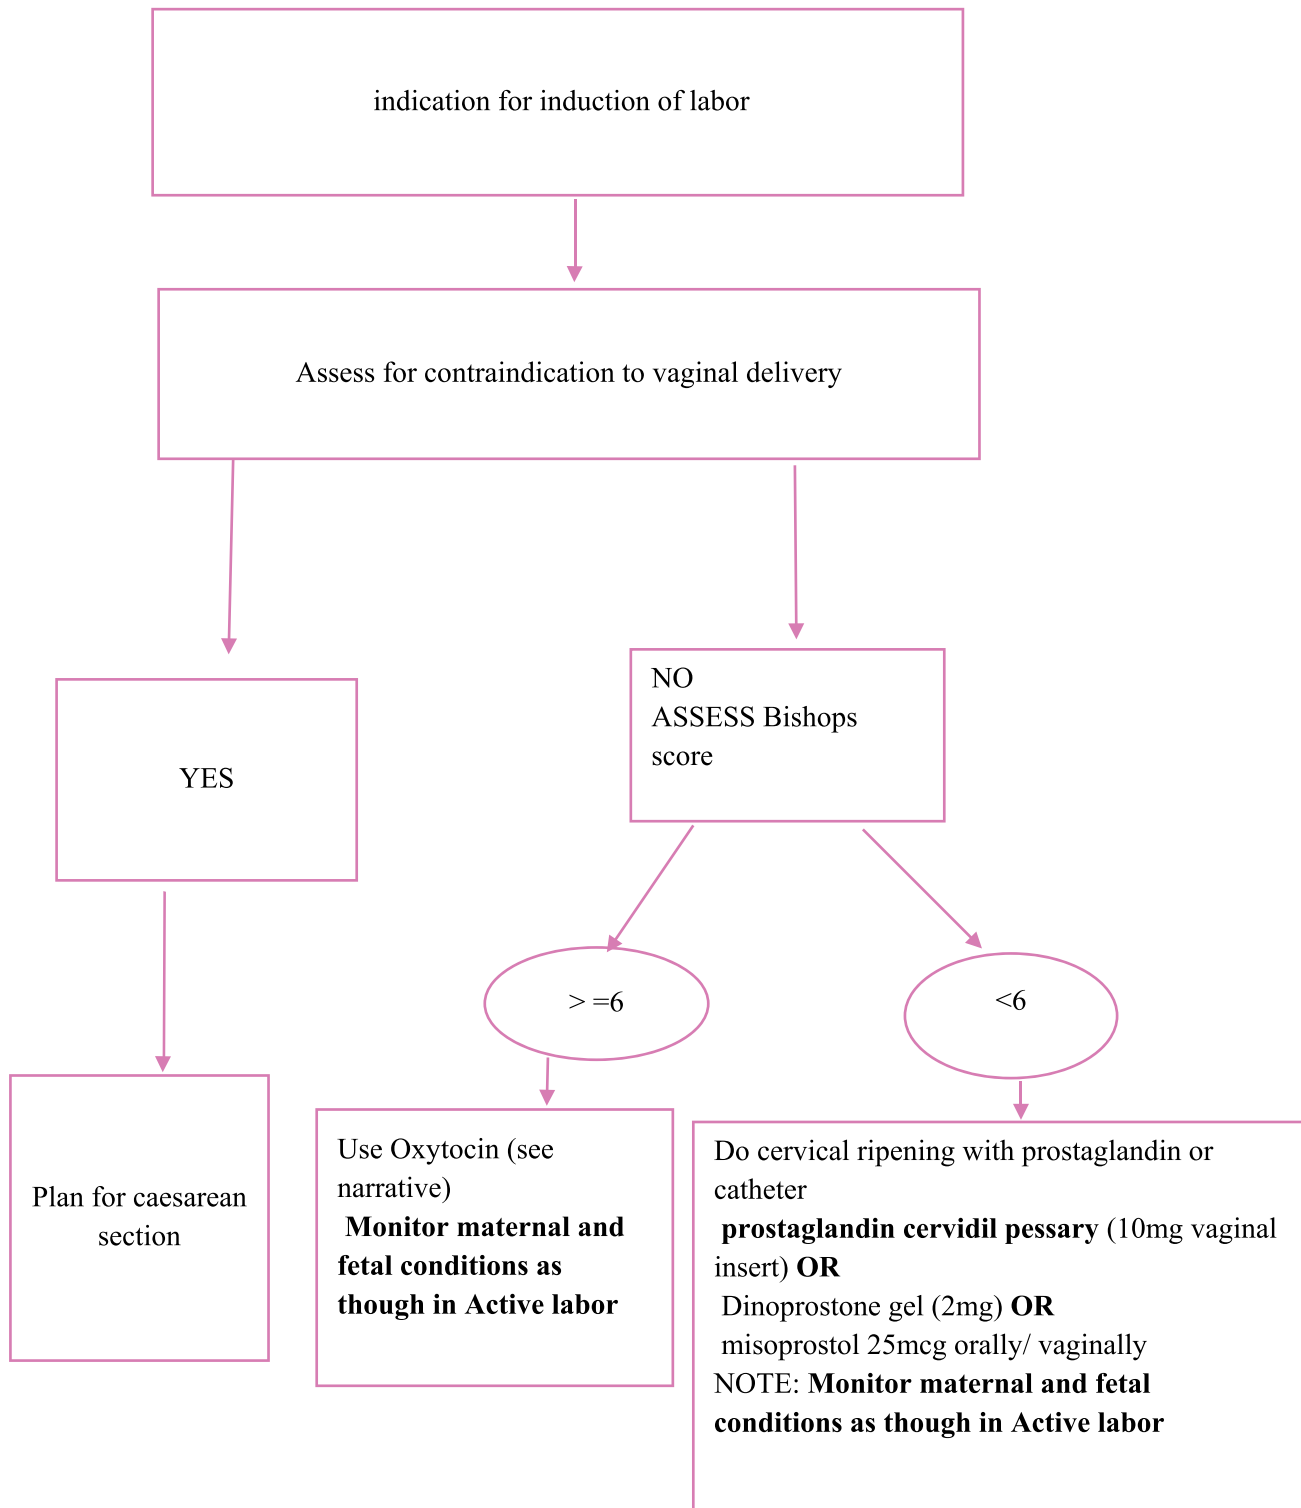 indication for induction of labor
Assess for contraindication to vaginal delivery
YES
NO
ASSESS Bishops
score
> =6
<6
Plan for caesarean
section
Use Oxytocin (see
narrative)
Monitor maternal and
fetal conditions as
though in Active labor
Do cervical ripening with prostaglandin or
catheter
prostaglandin cervidil pessary (10mg vaginal
insert) OR
Dinoprostone gel (2mg) OR
misoprostol 25mcg orally/ vaginally
NOTE: Monitor maternal and fetal
conditions as though in Active labor